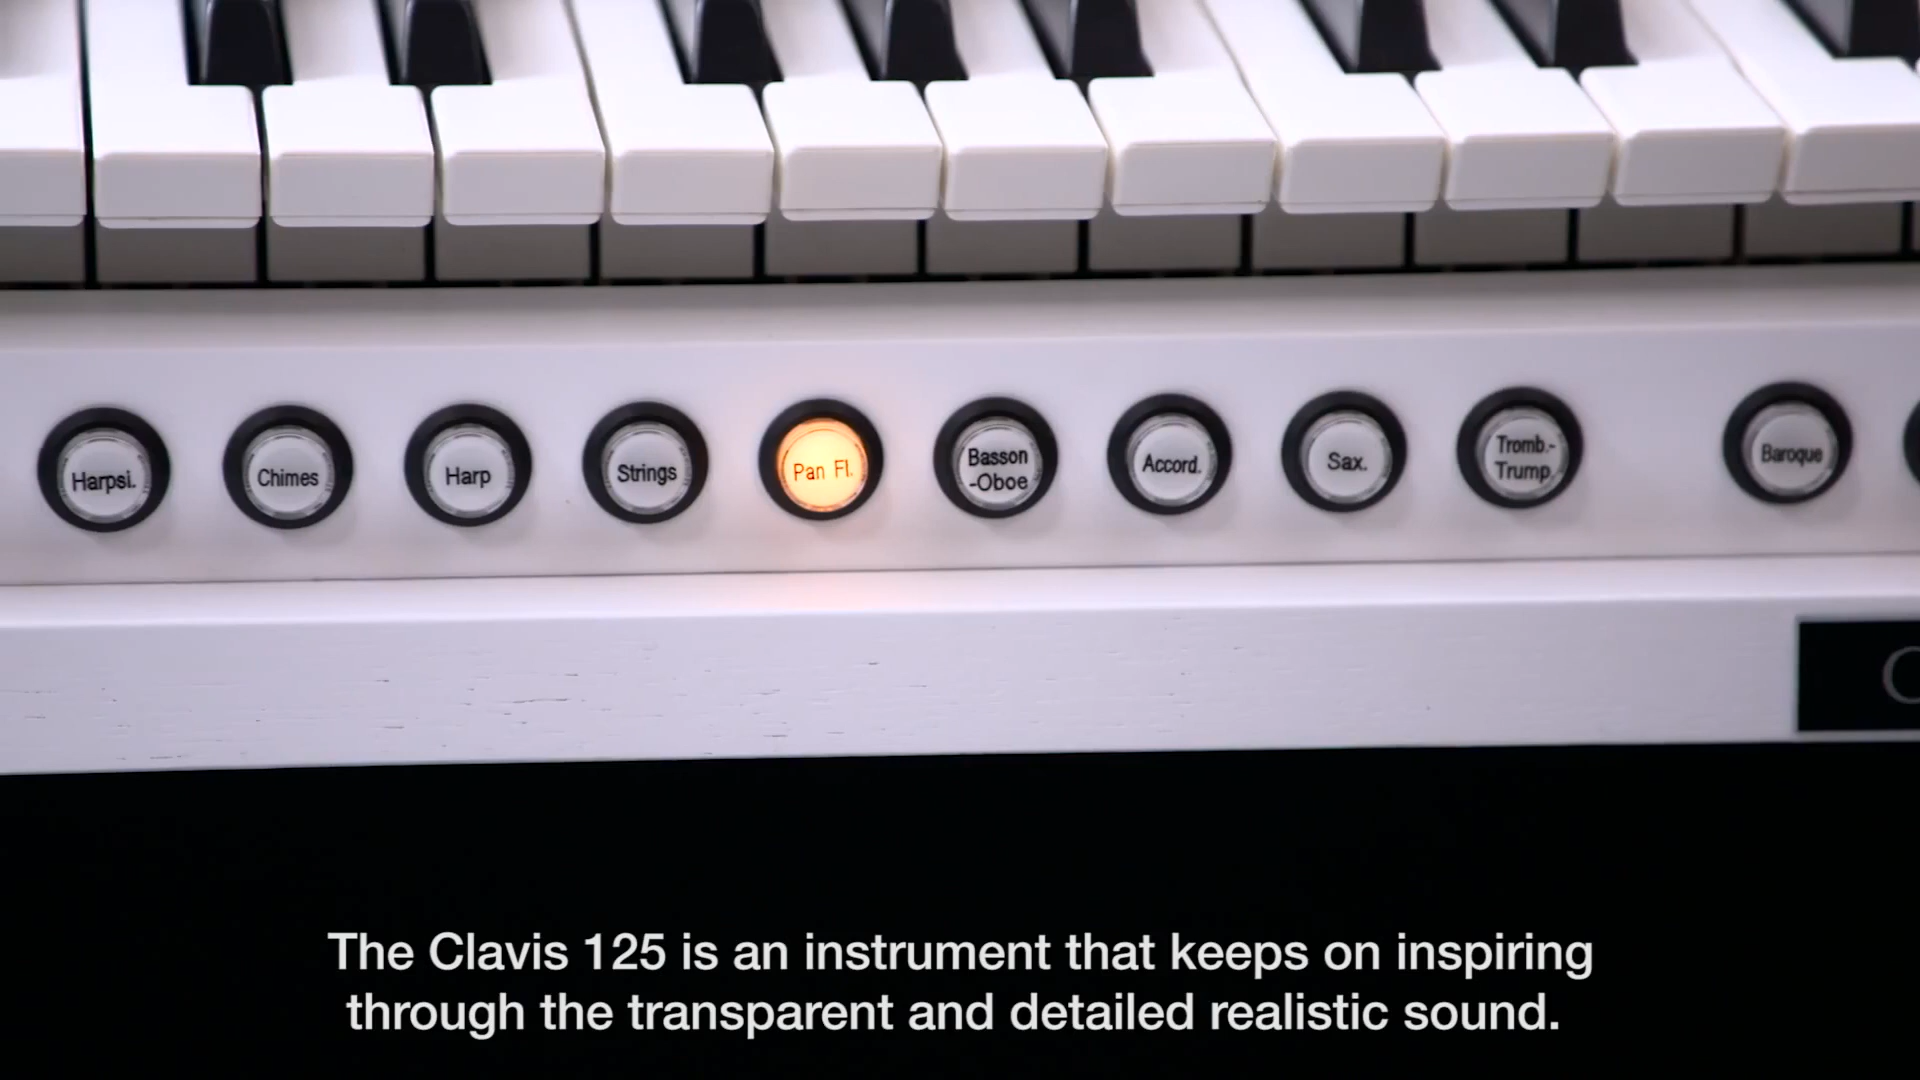 Harpsi.
Chimes
Harp
Strings
Pan Fl.
Basson
-Oboe
Accord.
Sax.
Tromb.-
Trump.
Baroque
The Clavis 125 is an instrument that keeps on inspiring
through the transparent and detailed realistic sound.